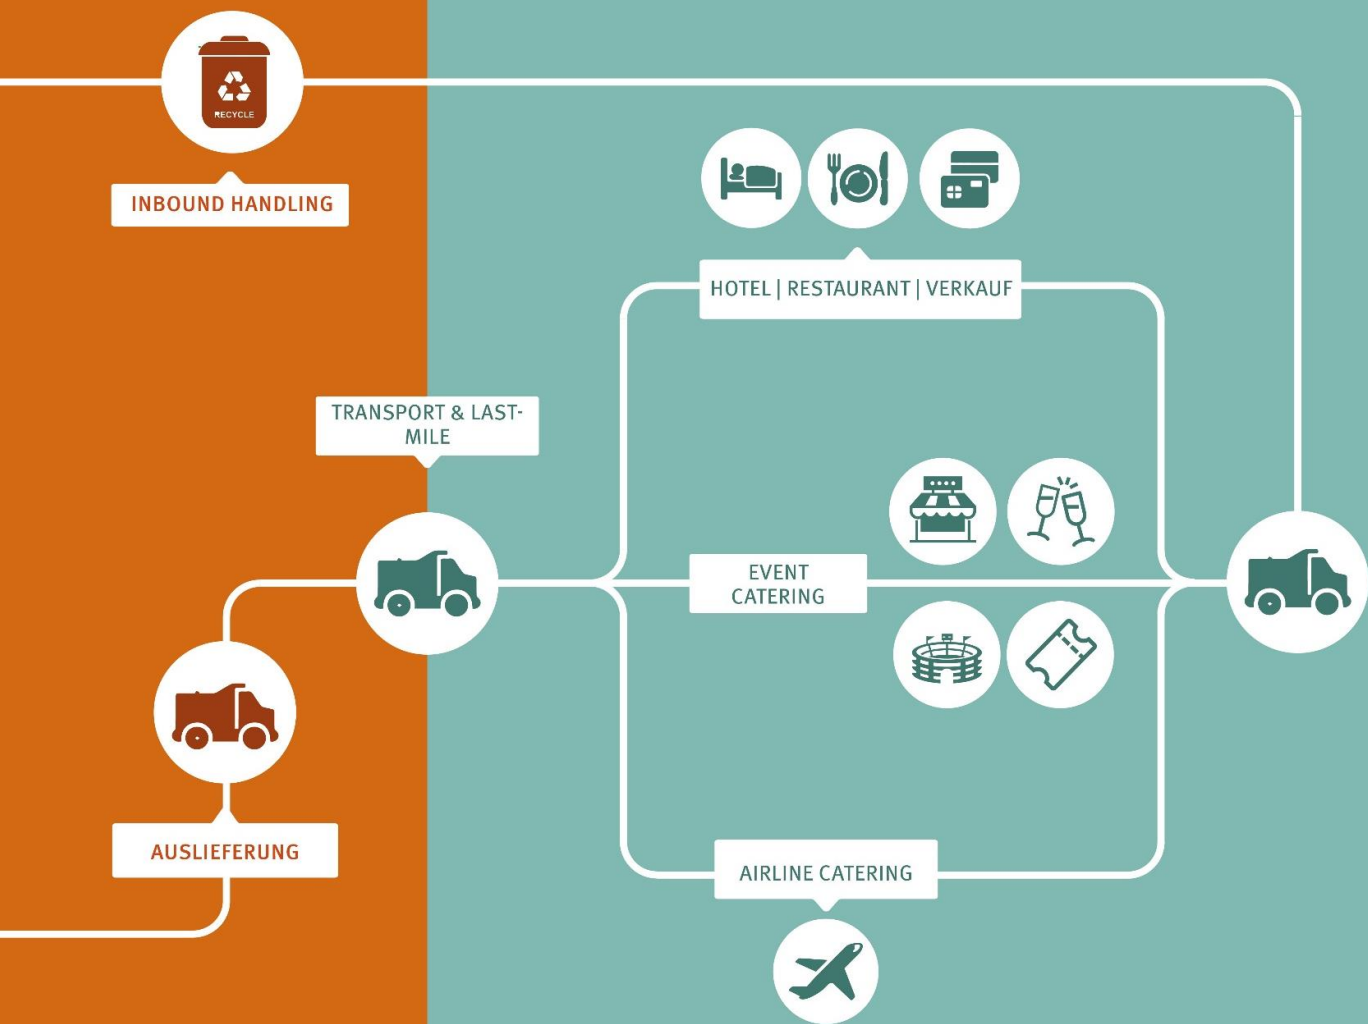 RECYCLE
INBOUND HANDLING
HOTEL | RESTAURANT | VERKAUF
TRANSPORT & LAST-
MILE
EVENT
CATERING
AUSLIEFERUNG
AIRLINE CATERING